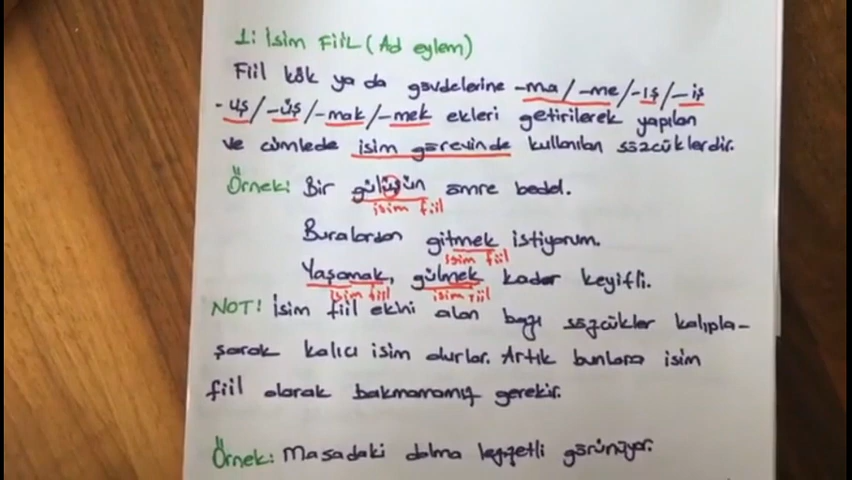 1: İsim FİİL (Ad eylem)
Fiil kök ya da gövdelerine -ma/-me/-ış/-iş
-uş/-üş/-mak/-mek ekleri getirilerek yapılan
ve cümlede isim görevinde kullanılan sözcüklerdir.
Örnek: Bir gülüşün ömre bedel.
isim fiil
Buralardan gitmek istiyorum.
isim fiil
Yaşamak, gülmek kadar keyifli.
isim fiil isim fiil
NOT! İsim fiil ekini alan bazı sözcükler kalıpla-
şarak kalıcı isim olurlar. Artık bunlara isim
fiil olarak bakmamamız gerekir.
Örnek: Masadaki dolma lezzetli görünüyor.